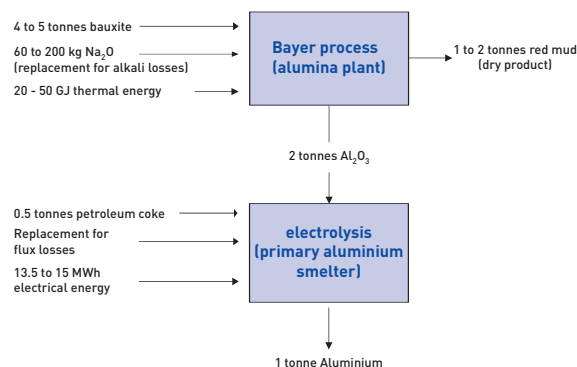 4 to 5 tonnes bauxite
60 to 200 kg Na₂O
(replacement for alkali losses)
20 - 50 GJ thermal energy
Bayer process
(alumina plant)
1 to 2 tonnes red mud
(dry product)
2 tonnes Al₂O₃
0.5 tonnes petroleum coke
Replacement for
flux losses
13.5 to 15 MWh
electrical energy
electrolysis
(primary aluminium
smelter)
1 tonne Aluminium